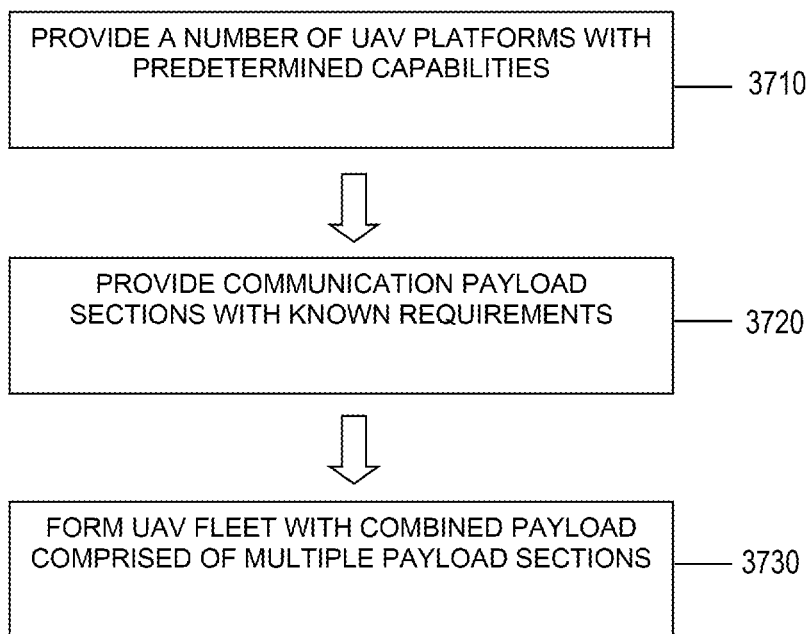 PROVIDE A NUMBER OF UAV PLATFORMS WITH
PREDETERMINED CAPABILITIES
3710
PROVIDE COMMUNICATION PAYLOAD
SECTIONS WITH KNOWN REQUIREMENTS
3720
FORM UAV FLEET WITH COMBINED PAYLOAD
COMPRISED OF MULTIPLE PAYLOAD SECTIONS
3730